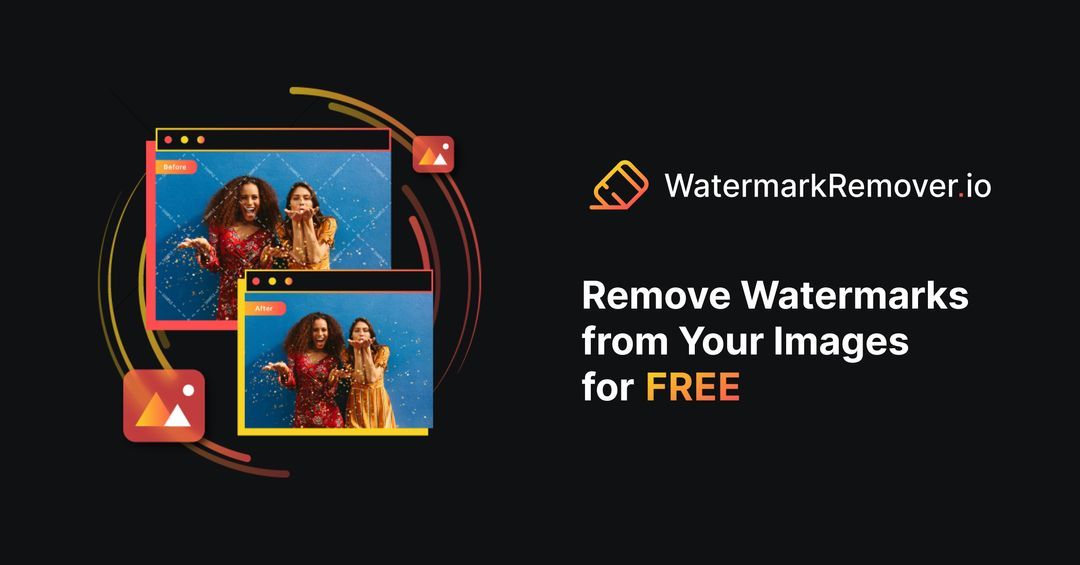 Before
After
WatermarkRemover.io
Remove Watermarks
from Your Images
for FREE